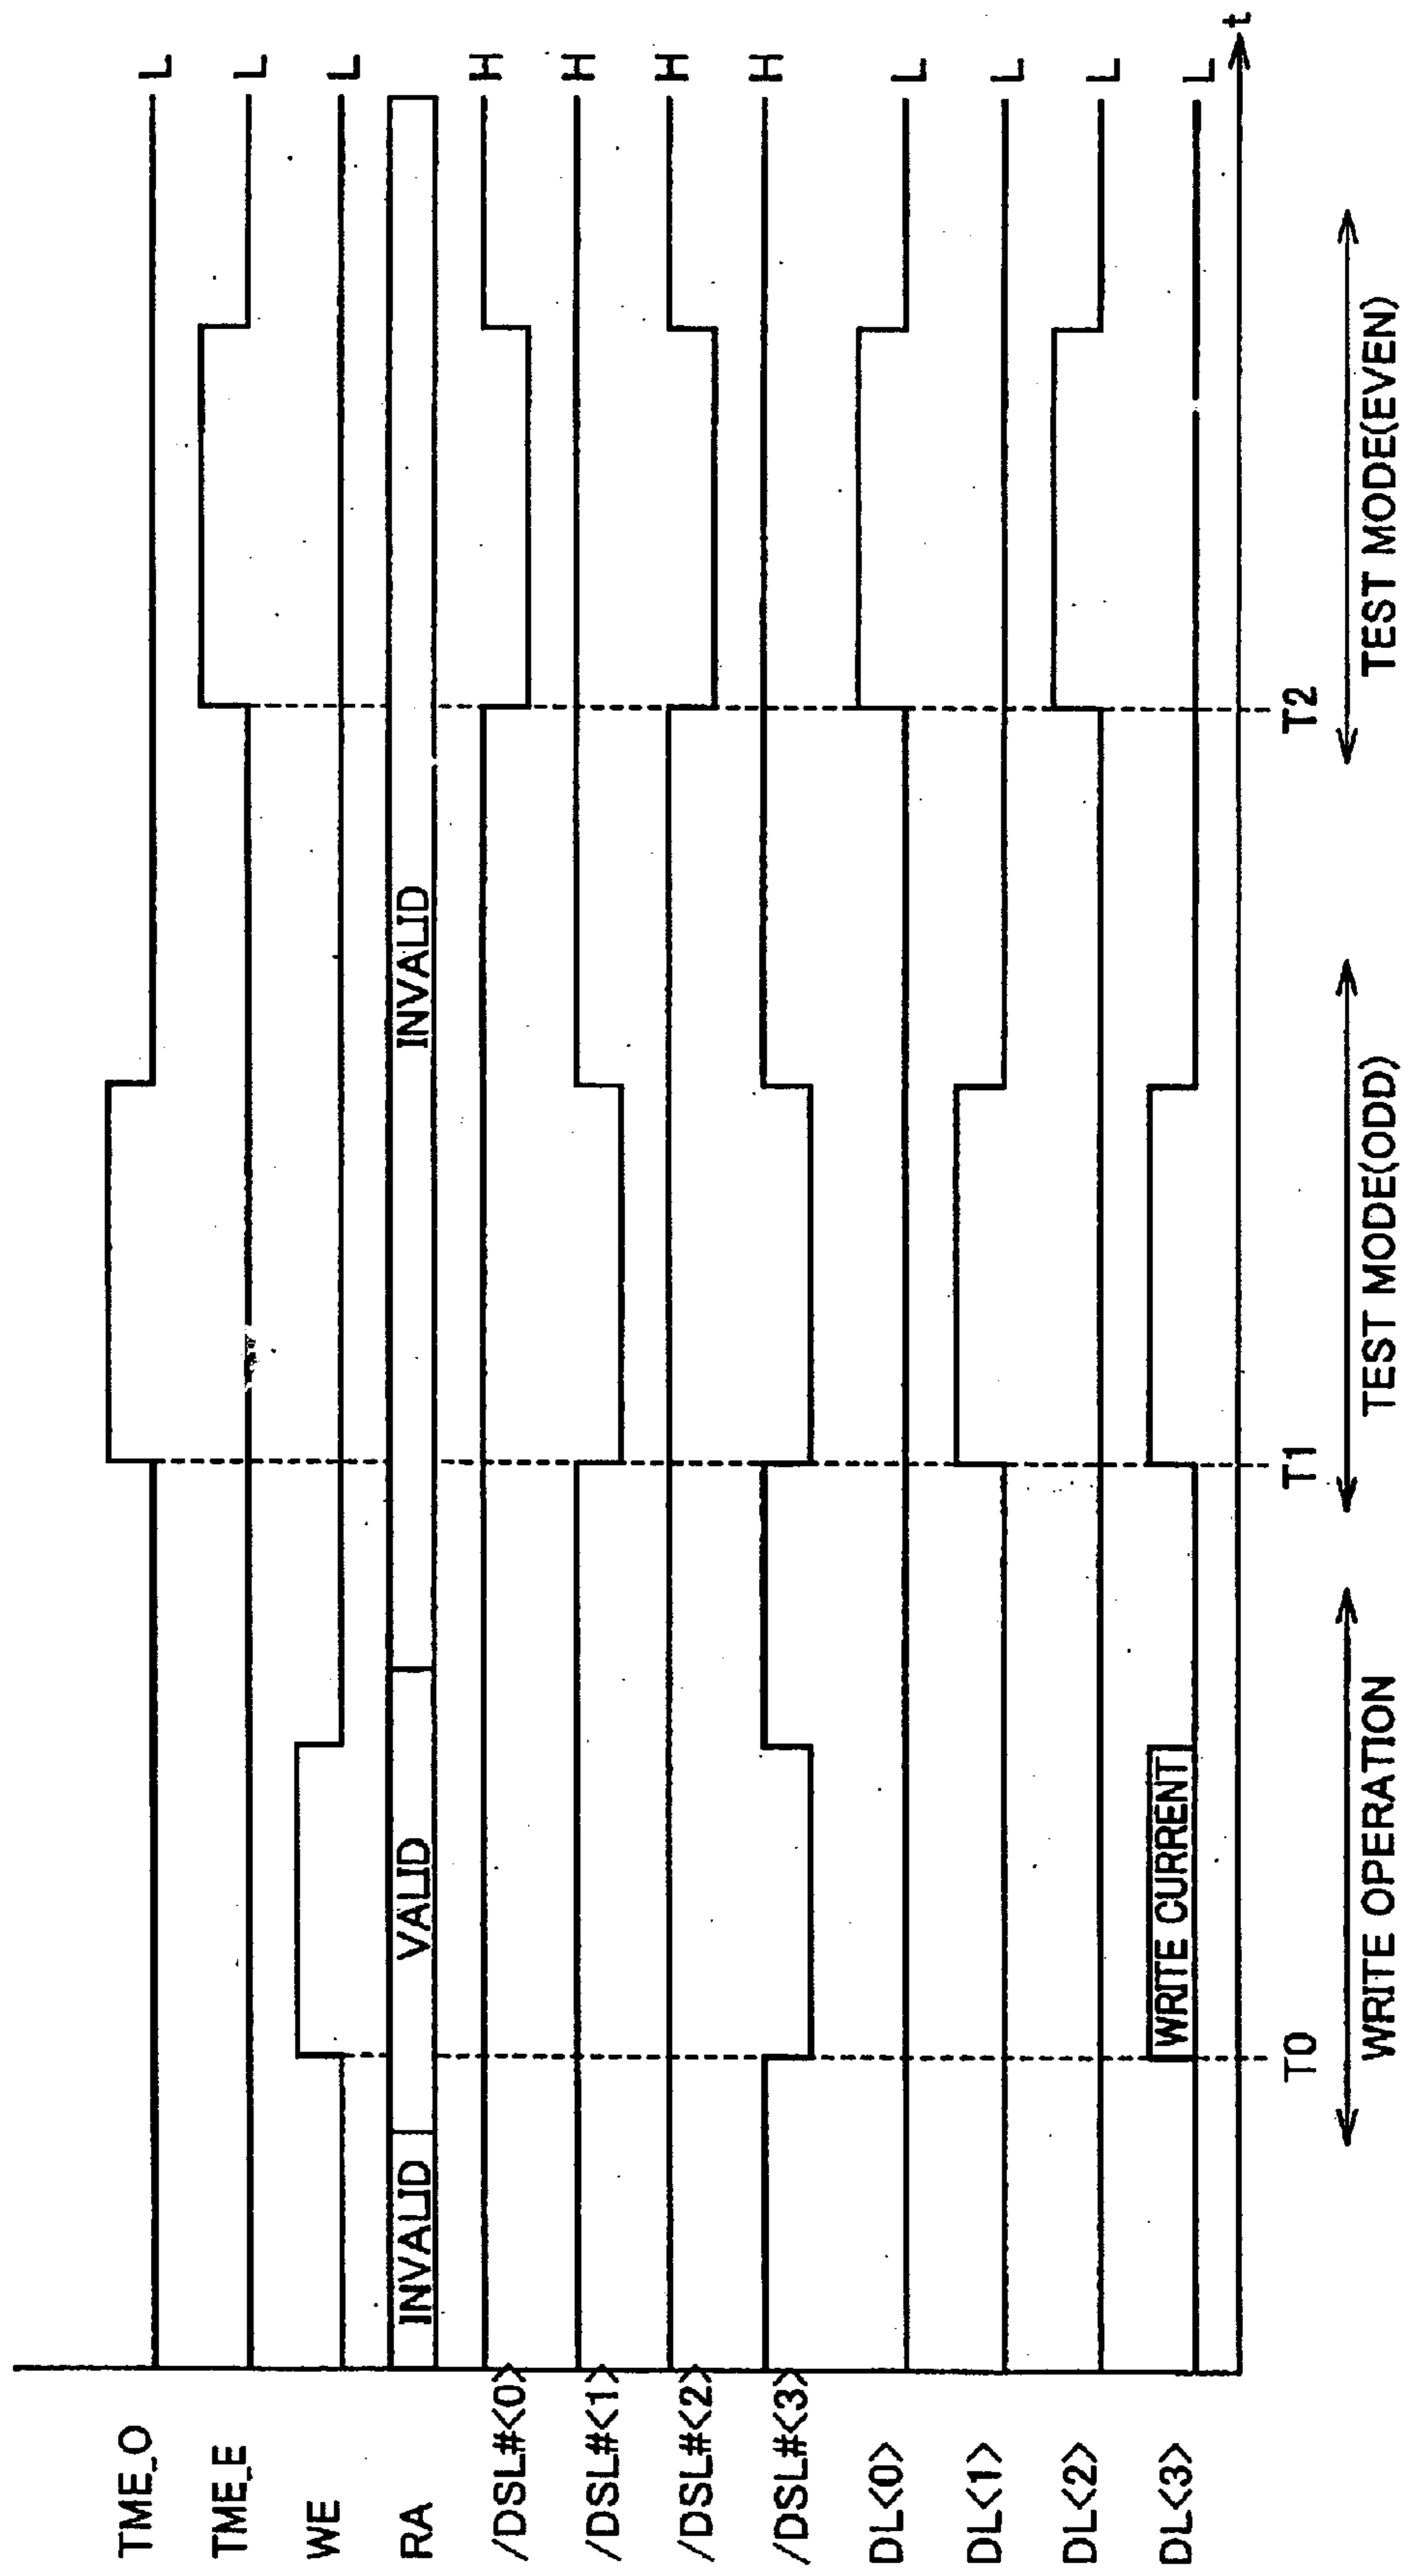 TME_O L
TME_E L
WE L
RA INVALID VALID INVALID
/DSL#<0> H
/DSL#<1> H
/DSL#<2> H
/DSL#<3> H
DL<0> L
DL<1> L
DL<2> L
DL<3> WRITE CURRENT L
t
T0 T1 T2
WRITE OPERATION TEST MODE(ODD) TEST MODE(EVEN)